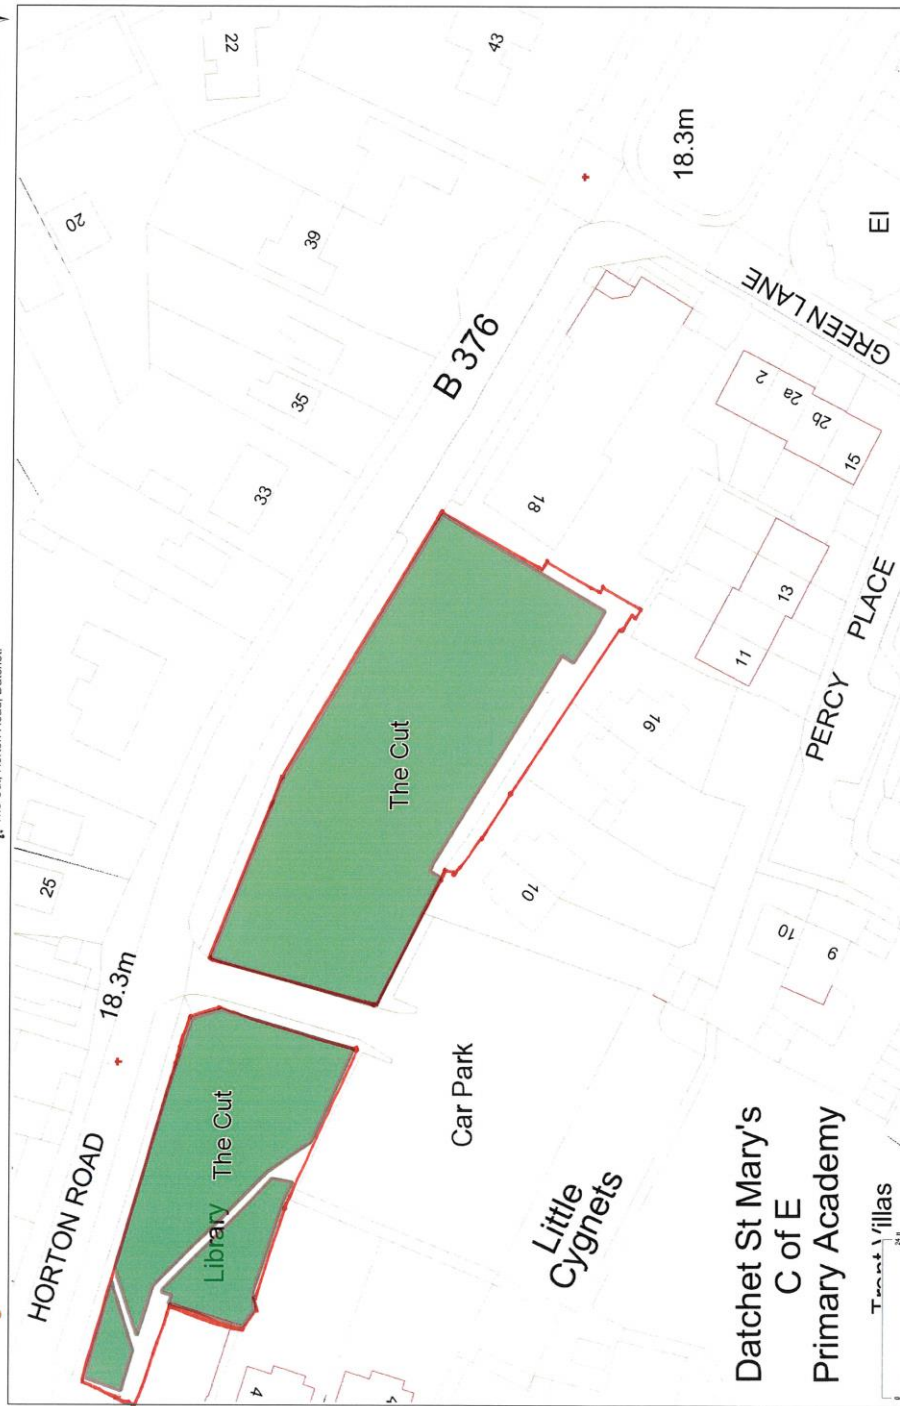 22
43
20
39
18.3m
El
GREEN LANE
B 376
35
33
2
2a
2b
15
18
13
11
PERCY PLACE
The Cut
16
25
10
10
9
18.3m
Car Park
The Cut
Library
HORTON ROAD
Little
Cygnets
Datchet St Mary's
C of E
Primary Academy
4